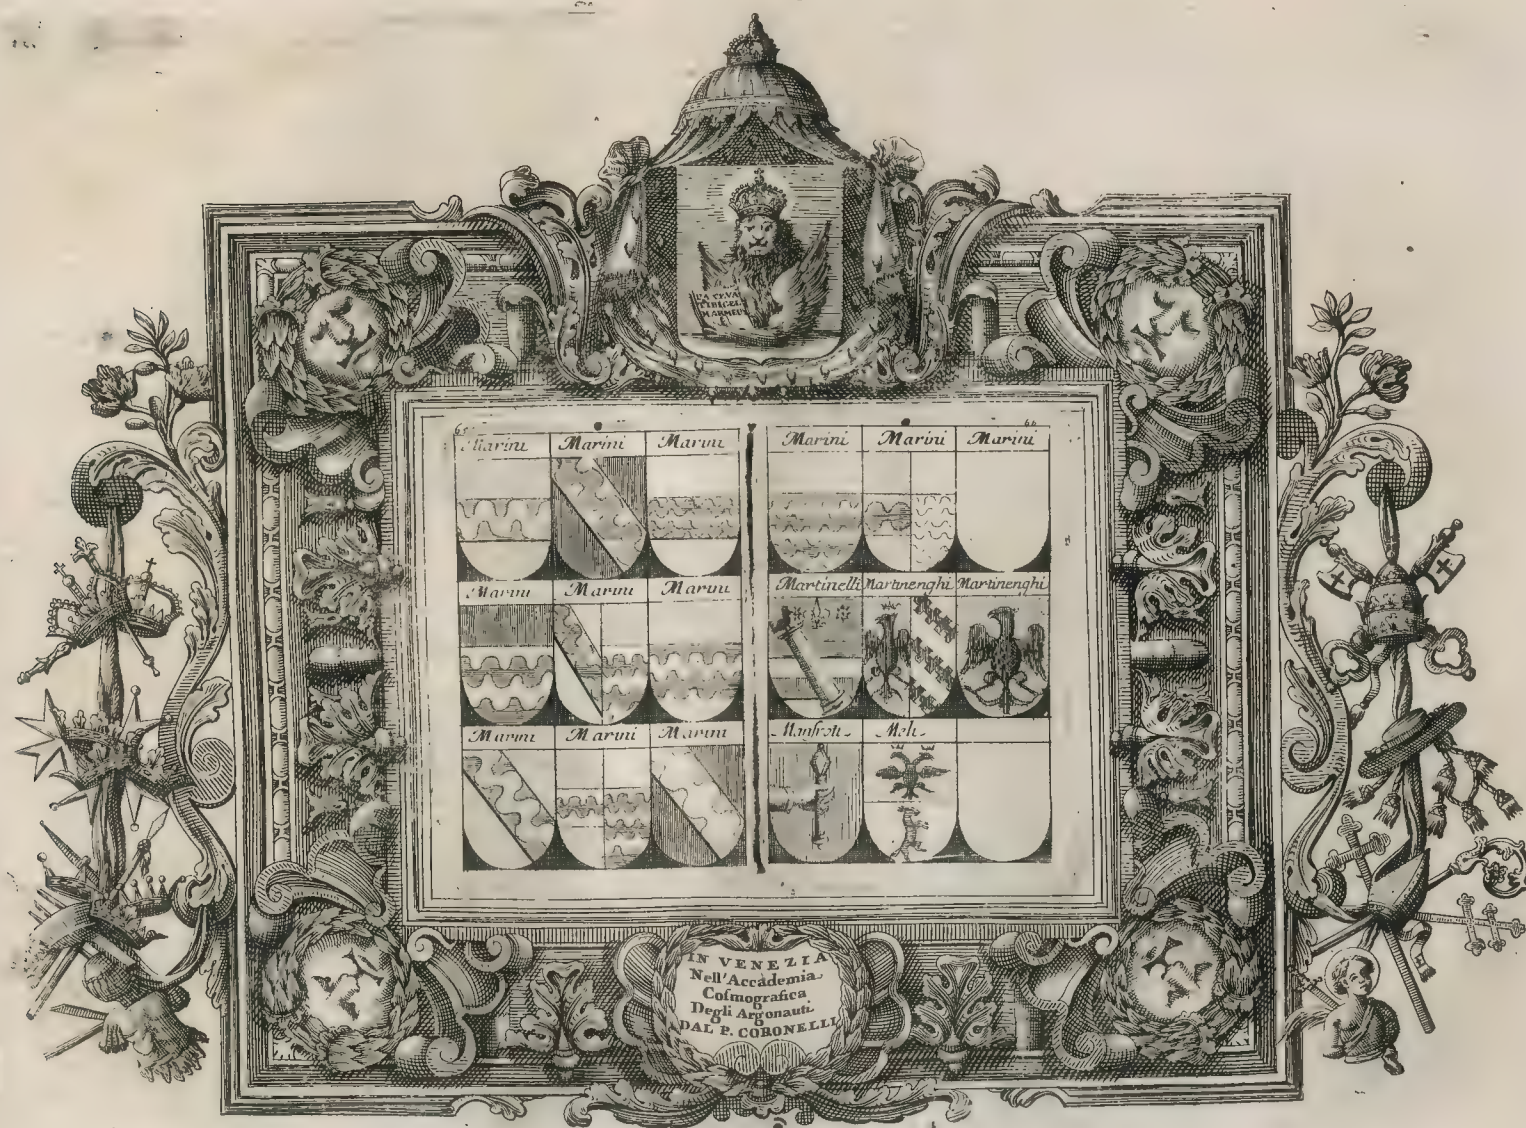 65
Marini Marini Marini
Marini Marini Marini
Marini Marini Marini
Marini Marini Marini
Martinelli Martinenghi Martinenghi
Meli
IN VENEZIA
Nell'Accademia
Coſmografica
Degli Argonauti
DAL P. CORONELLI